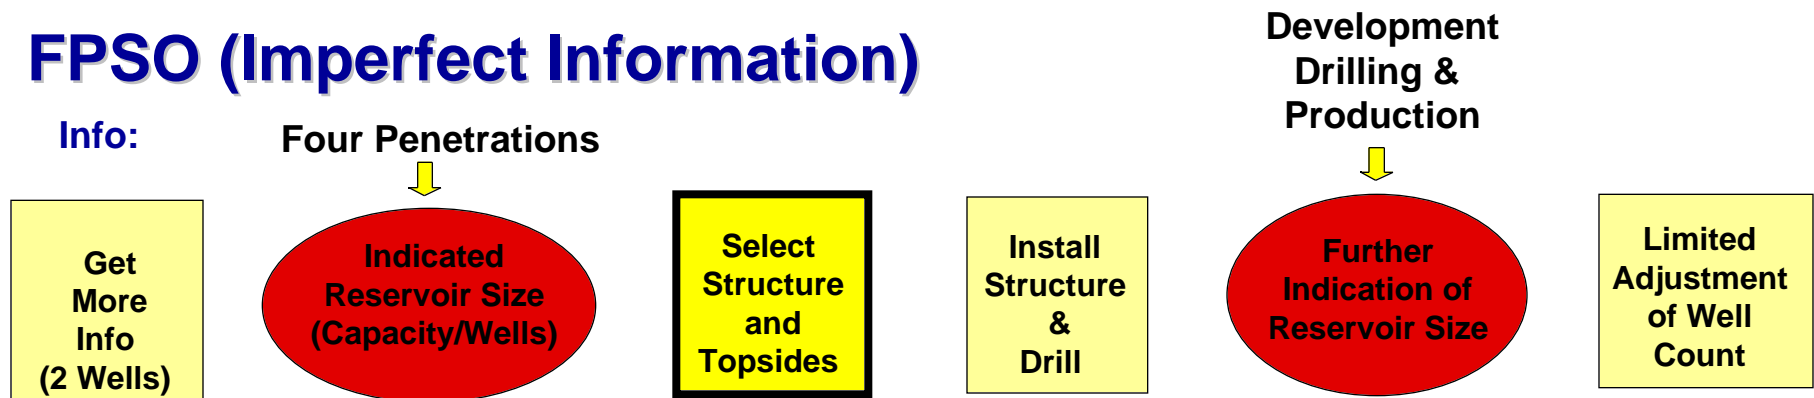 FPSO (Imperfect Information)
Development
Drilling &
Production
Info:
Four Penetrations
Get
More
Info
(2 Wells)
Indicated
Reservoir Size
(Capacity/Wells)
Select
Structure
and
Topsides
Install
Structure
&
Drill
Further
Indication of
Reservoir Size
Limited
Adjustment
of Well
Count